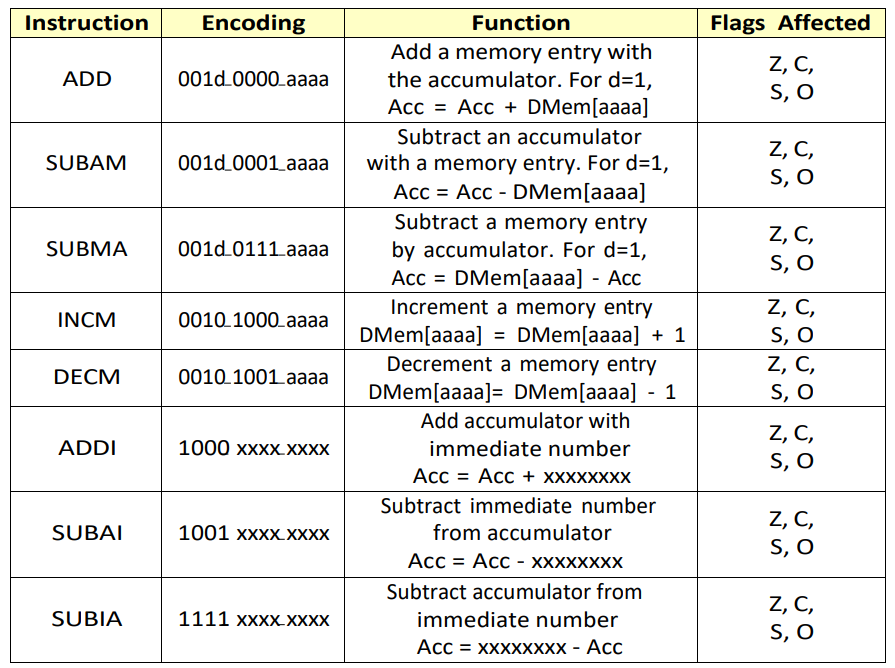 Instruction Encoding Function Flags Affected
ADD 001d_0000_aaaa Add a memory entry with
the accumulator. For d=1,
Acc = Acc + DMem[aaaa] Z, C,
S, O
SUBAM 001d_0001_aaaa Subtract an accumulator
with a memory entry. For d=1,
Acc = Acc - DMem[aaaa] Z, C,
S, O
SUBMA 001d_0111_aaaa Subtract a memory entry
by accumulator. For d=1,
Acc = DMem[aaaa] - Acc Z, C,
S, O
INCM 0010_1000_aaaa Increment a memory entry
DMem[aaaa] = DMem[aaaa] + 1 Z, C,
S, O
DECM 0010_1001_aaaa Decrement a memory entry
DMem[aaaa]= DMem[aaaa] - 1 Z, C,
S, O
ADDI 1000 xxxx_xxxx Add accumulator with
immediate number
Acc = Acc + xxxxxxxx Z, C,
S, O
SUBAI 1001 xxxx_xxxx Subtract immediate number
from accumulator
Acc = Acc - xxxxxxxx Z, C,
S, O
SUBIA 1111 xxxx_xxxx Subtract accumulator from
immediate number
Acc = xxxxxxxx - Acc Z, C,
S, O